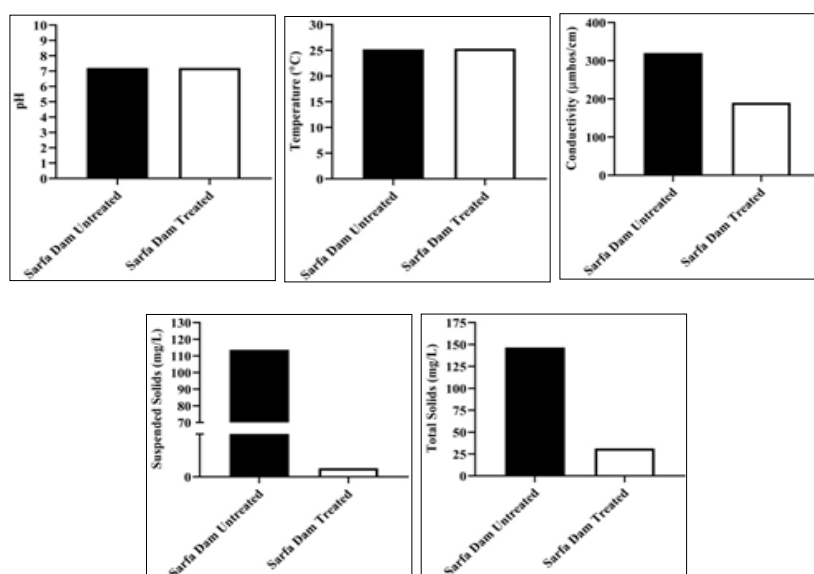 10
9
8
7
6
5
4
3
2
1
0
pH
Sarfa Dam Untreated
Sarfa Dam Treated
30
25
20
15
10
5
0
Temperature (°C)
Sarfa Dam Untreated
Sarfa Dam Treated
400
300
200
100
0
Conductivity (µmhos/cm)
Sarfa Dam Untreated
Sarfa Dam Treated
130
120
110
100
90
80
70
0
Suspended Solids (mg/L)
Sarfa Dam Untreated
Sarfa Dam Treated
175
150
125
100
75
50
25
0
Total Solids (mg/L)
Sarfa Dam Untreated
Sarfa Dam Treated